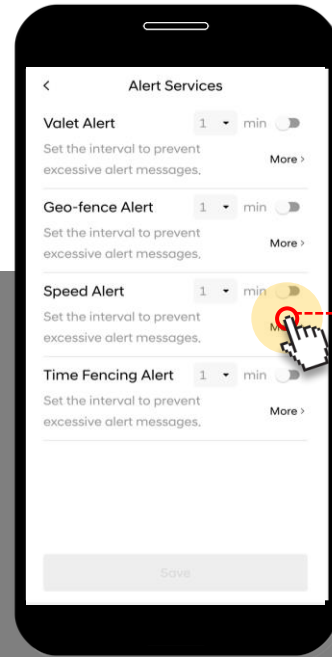 < Alert Services
Valet Alert 1 min
Set the interval to prevent
excessive alert messages.
More >
Geo-fence Alert 1 min
Set the interval to prevent
excessive alert messages.
More >
Speed Alert 1 min
Set the interval to prevent
excessive alert messages.
Time Fencing Alert 1 min
Set the interval to prevent
excessive alert messages.
More >
Save